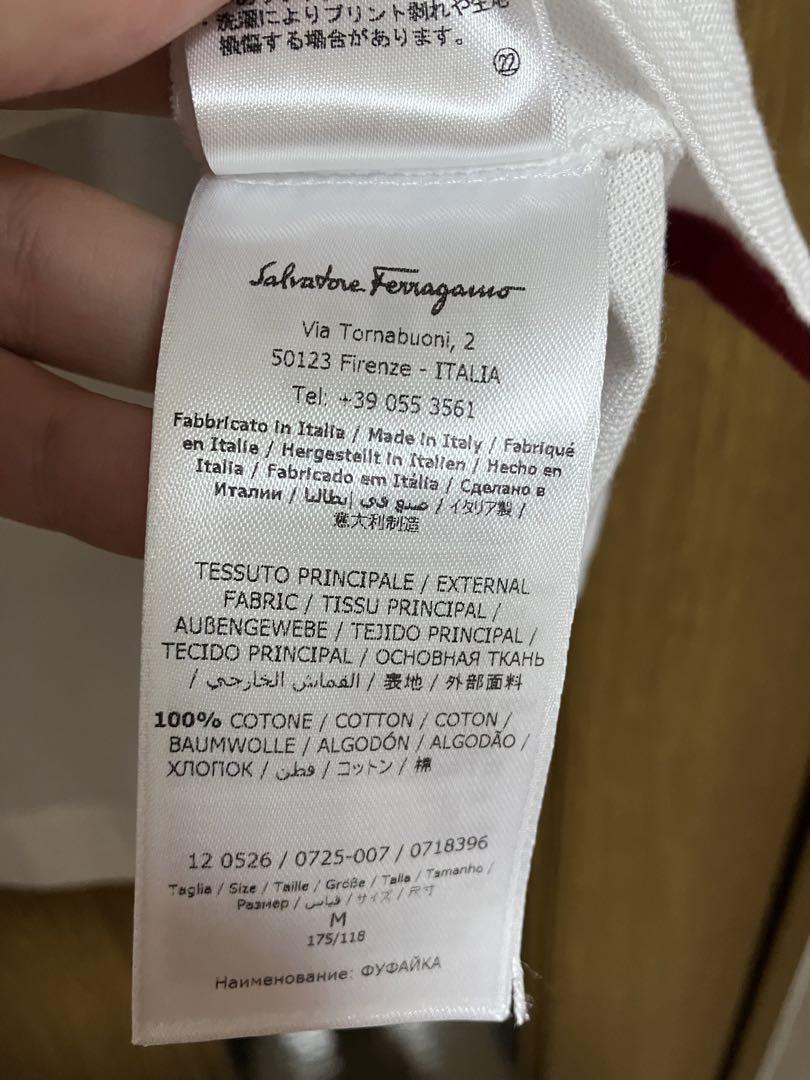 洗濯によりプリント剥れや生地
損傷する場合があります。
22
Salvatore Ferragamo
Via Tornabuoni, 2
50123 Firenze - ITALIA
Tel: +39 055 3561
Fabbricato in Italia / Made in Italy / Fabriqué
en Italie / Hergestellt in Italien / Hecho en
Italia / Fabricado em Itália / Сделано в
Италии / صنع في إيطاليا / イタリア製 /
意大利制造
TESSUTO PRINCIPALE / EXTERNAL
FABRIC / TISSU PRINCIPAL /
AUßENGEWEBE / TEJIDO PRINCIPAL /
TECIDO PRINCIPAL / ОСНОВНАЯ ТКАНЬ
/ القماش الخارجي / 表地 / 外部面料
100% COTONE / COTTON / COTON /
BAUMWOLLE / ALGODÓN / ALGODÃO /
ХЛОПОК / قطن / コットン / 棉
12 0526 / 0725-007 / 0718396
Taglia / Size / Taille / Größe / Talla / Tamanho /
Размер / قياس / サイズ / 尺寸
M
175/118
Наименование: ФУФАЙКА